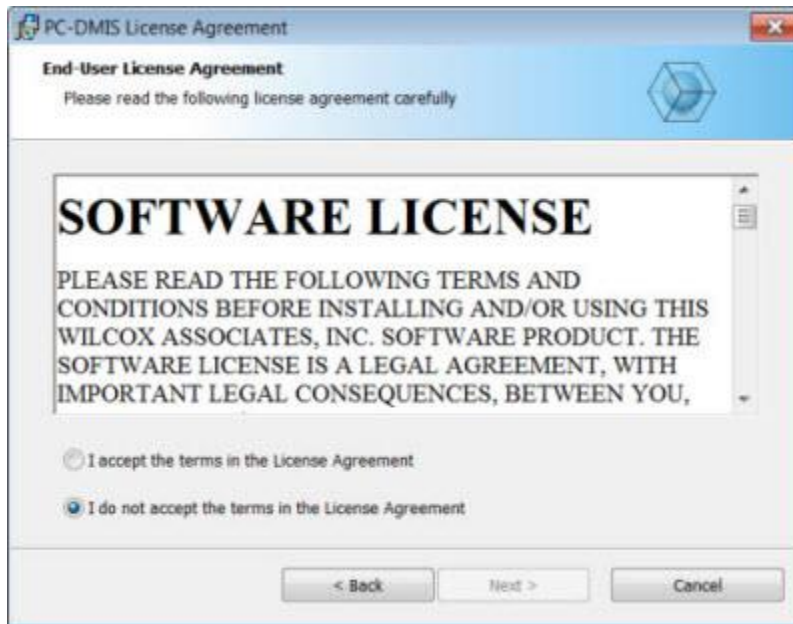 PC-DMIS License Agreement
End-User License Agreement
Please read the following license agreement carefully
SOFTWARE LICENSE
PLEASE READ THE FOLLOWING TERMS AND
CONDITIONS BEFORE INSTALLING AND/OR USING THIS
WILCOX ASSOCIATES, INC. SOFTWARE PRODUCT. THE
SOFTWARE LICENSE IS A LEGAL AGREEMENT, WITH
IMPORTANT LEGAL CONSEQUENCES, BETWEEN YOU,
I accept the terms in the License Agreement
I do not accept the terms in the License Agreement
< Back Next > Cancel